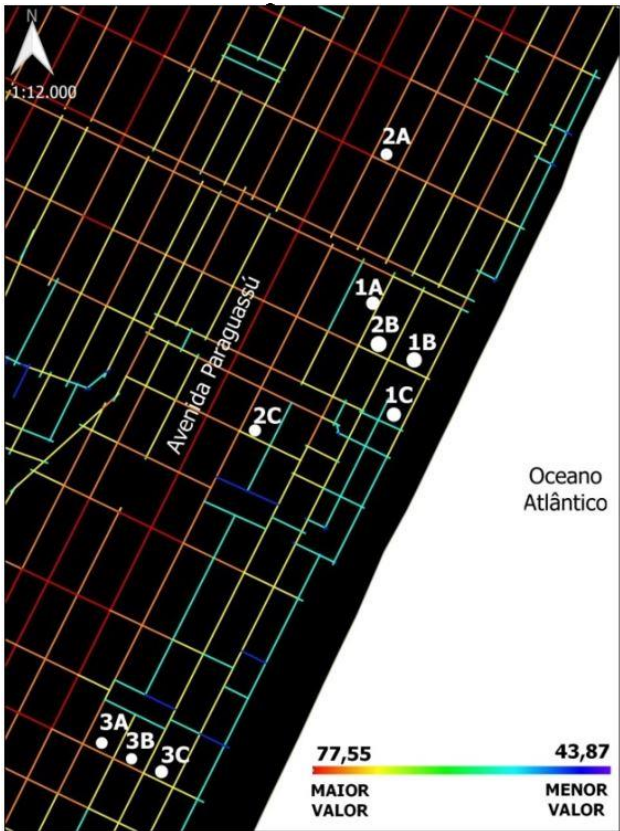 N
1:12.000
2A
1A
2B
1B
1C
2C
Avenida Paraguassú
Oceano
Atlântico
3A
3B
3C
77,55
43,87
MAIOR
VALOR
MENOR
VALOR